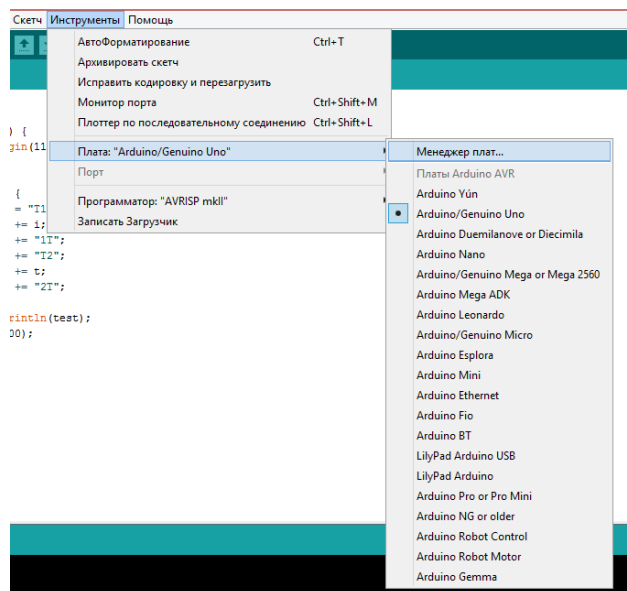 Скетч Инструменты Помощь
АвтоФорматирование Ctrl+T
Архивировать скетч
Исправить кодировку и перезагрузить
Монитор порта Ctrl+Shift+M
Плоттер по последовательному соединению Ctrl+Shift+L
Плата: "Arduino/Genuino Uno"
Порт
Программатор: "AVRISP mkII"
Записать Загрузчик
) {
gin(11
{
= "T1
+= i;
+= "1T";
+= "T2";
+= t;
+= "2T";
rintln(test);
00);
Менеджер плат...
Платы Arduino AVR
Arduino Yún
Arduino/Genuino Uno
Arduino Duemilanove or Diecimila
Arduino Nano
Arduino/Genuino Mega or Mega 2560
Arduino Mega ADK
Arduino Leonardo
Arduino/Genuino Micro
Arduino Esplora
Arduino Mini
Arduino Ethernet
Arduino Fio
Arduino BT
LilyPad Arduino USB
LilyPad Arduino
Arduino Pro or Pro Mini
Arduino NG or older
Arduino Robot Control
Arduino Robot Motor
Arduino Gemma